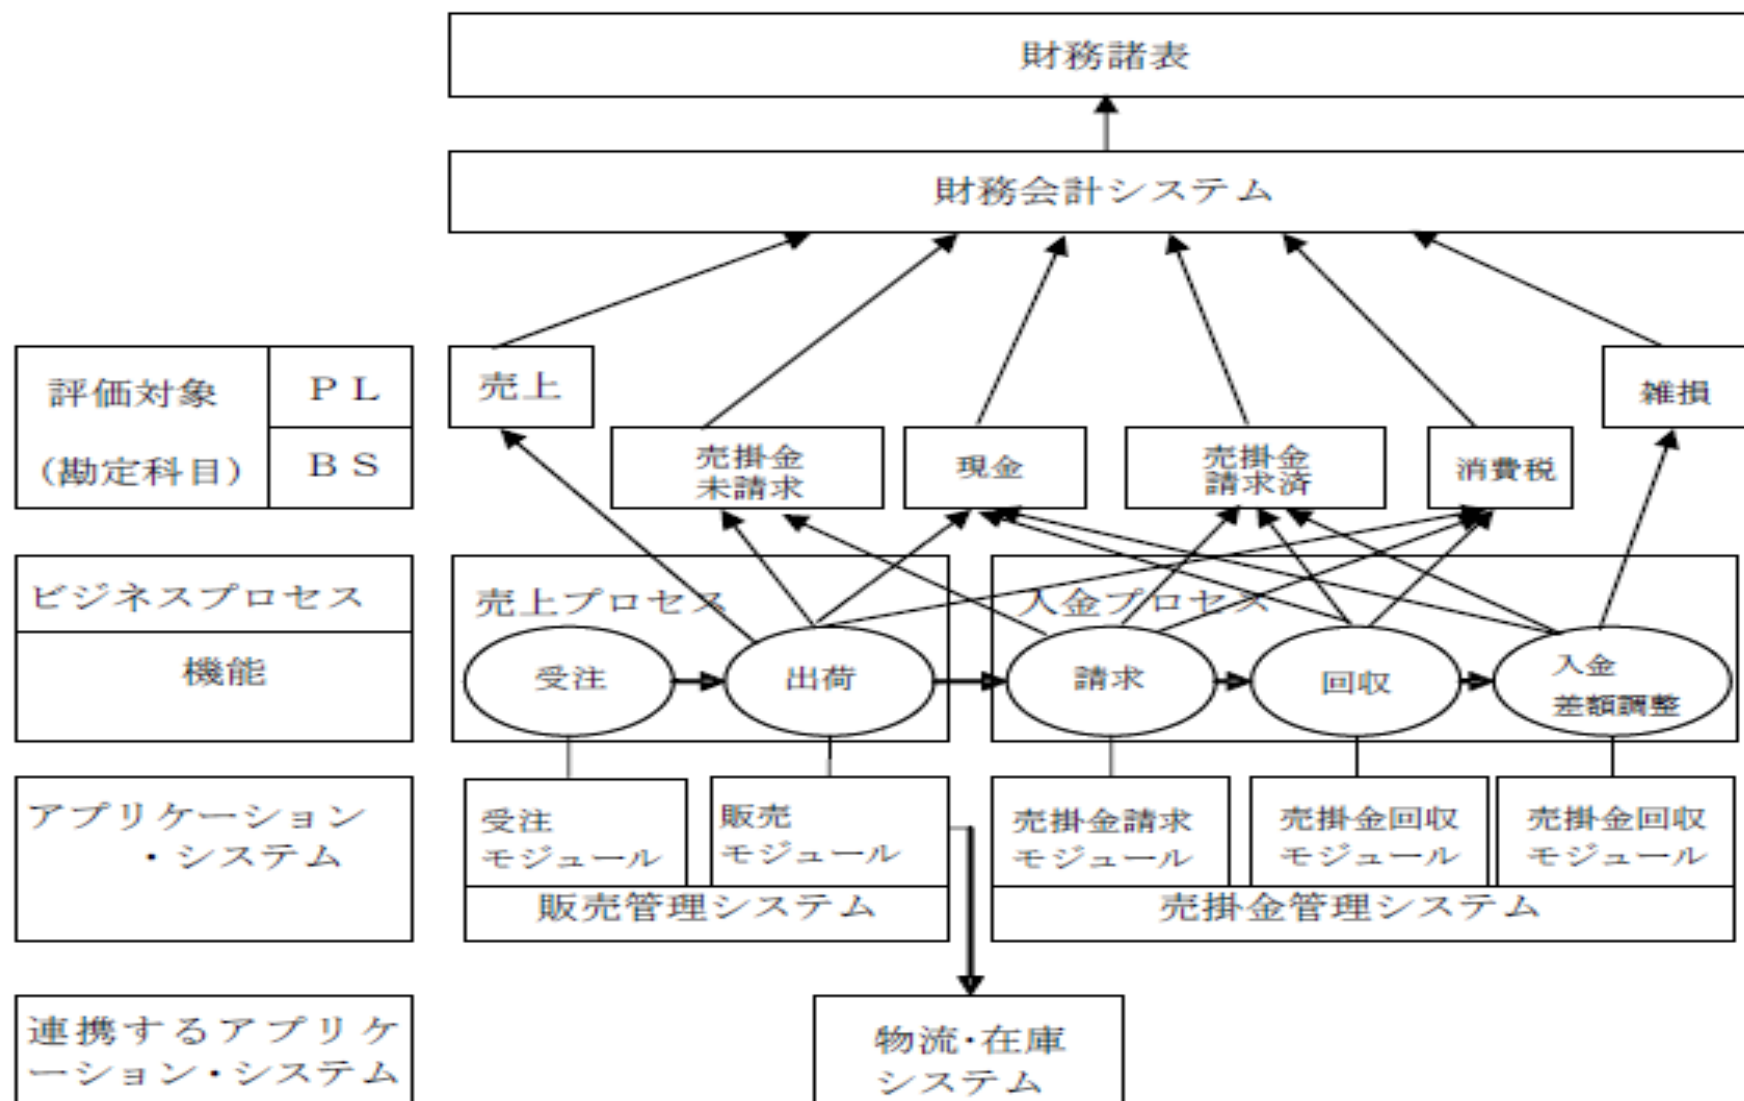 財務諸表
財務会計システム
評価対象
(勘定科目)
ＰＬ
ＢＳ
売上
売掛金
未請求
現金
売掛金
請求済
消費税
雑損
ビジネスプロセス
機能
売上プロセス
入金プロセス
受注
出荷
請求
回収
入金
差額調整
アプリケーション
・システム
受注
モジュール
販売
モジュール
売掛金請求
モジュール
売掛金回収
モジュール
売掛金回収
モジュール
販売管理システム
売掛金管理システム
連携するアプリケ
ーション・システム
物流・在庫
システム